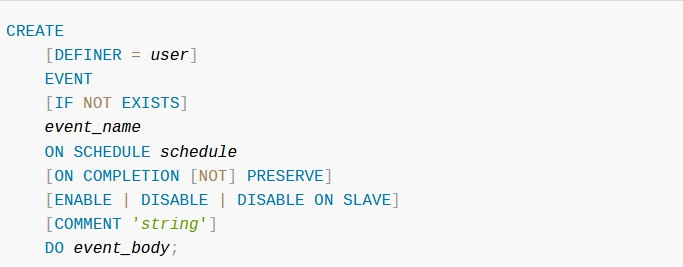 CREATE
[DEFINER = user]
EVENT
[IF NOT EXISTS]
event_name
ON SCHEDULE schedule
[ON COMPLETION [NOT] PRESERVE]
[ENABLE | DISABLE | DISABLE ON SLAVE]
[COMMENT 'string']
DO event_body;